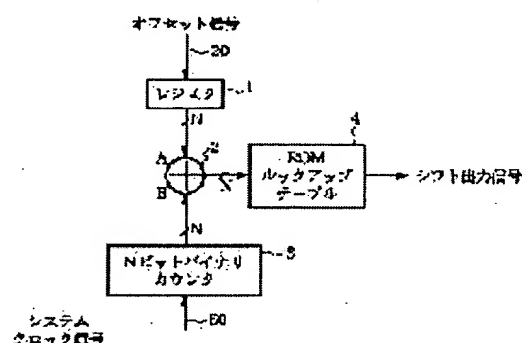 オフセット信号
20
レジスタ
1
N
A
2
B
N
4
ROM
ルックアップ
テーブル
シフト出力信号
N
Nビットバイナリ
カウンタ
3
システム
クロック信号
50